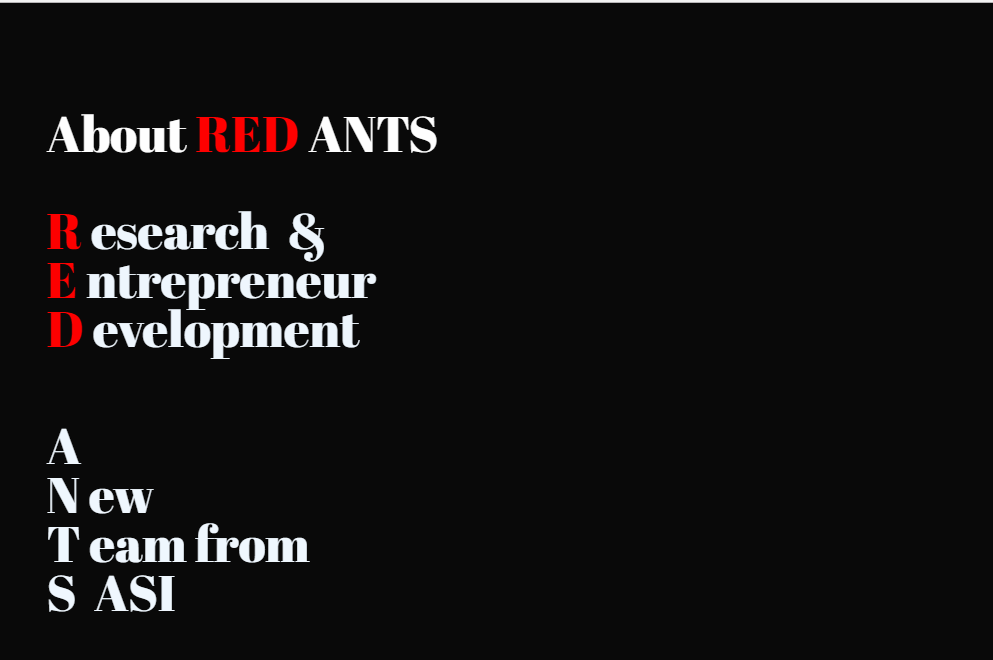 About RED ANTS
R esearch &
E ntrepreneur
D evelopment
A
N ew
T eam from
S ASI